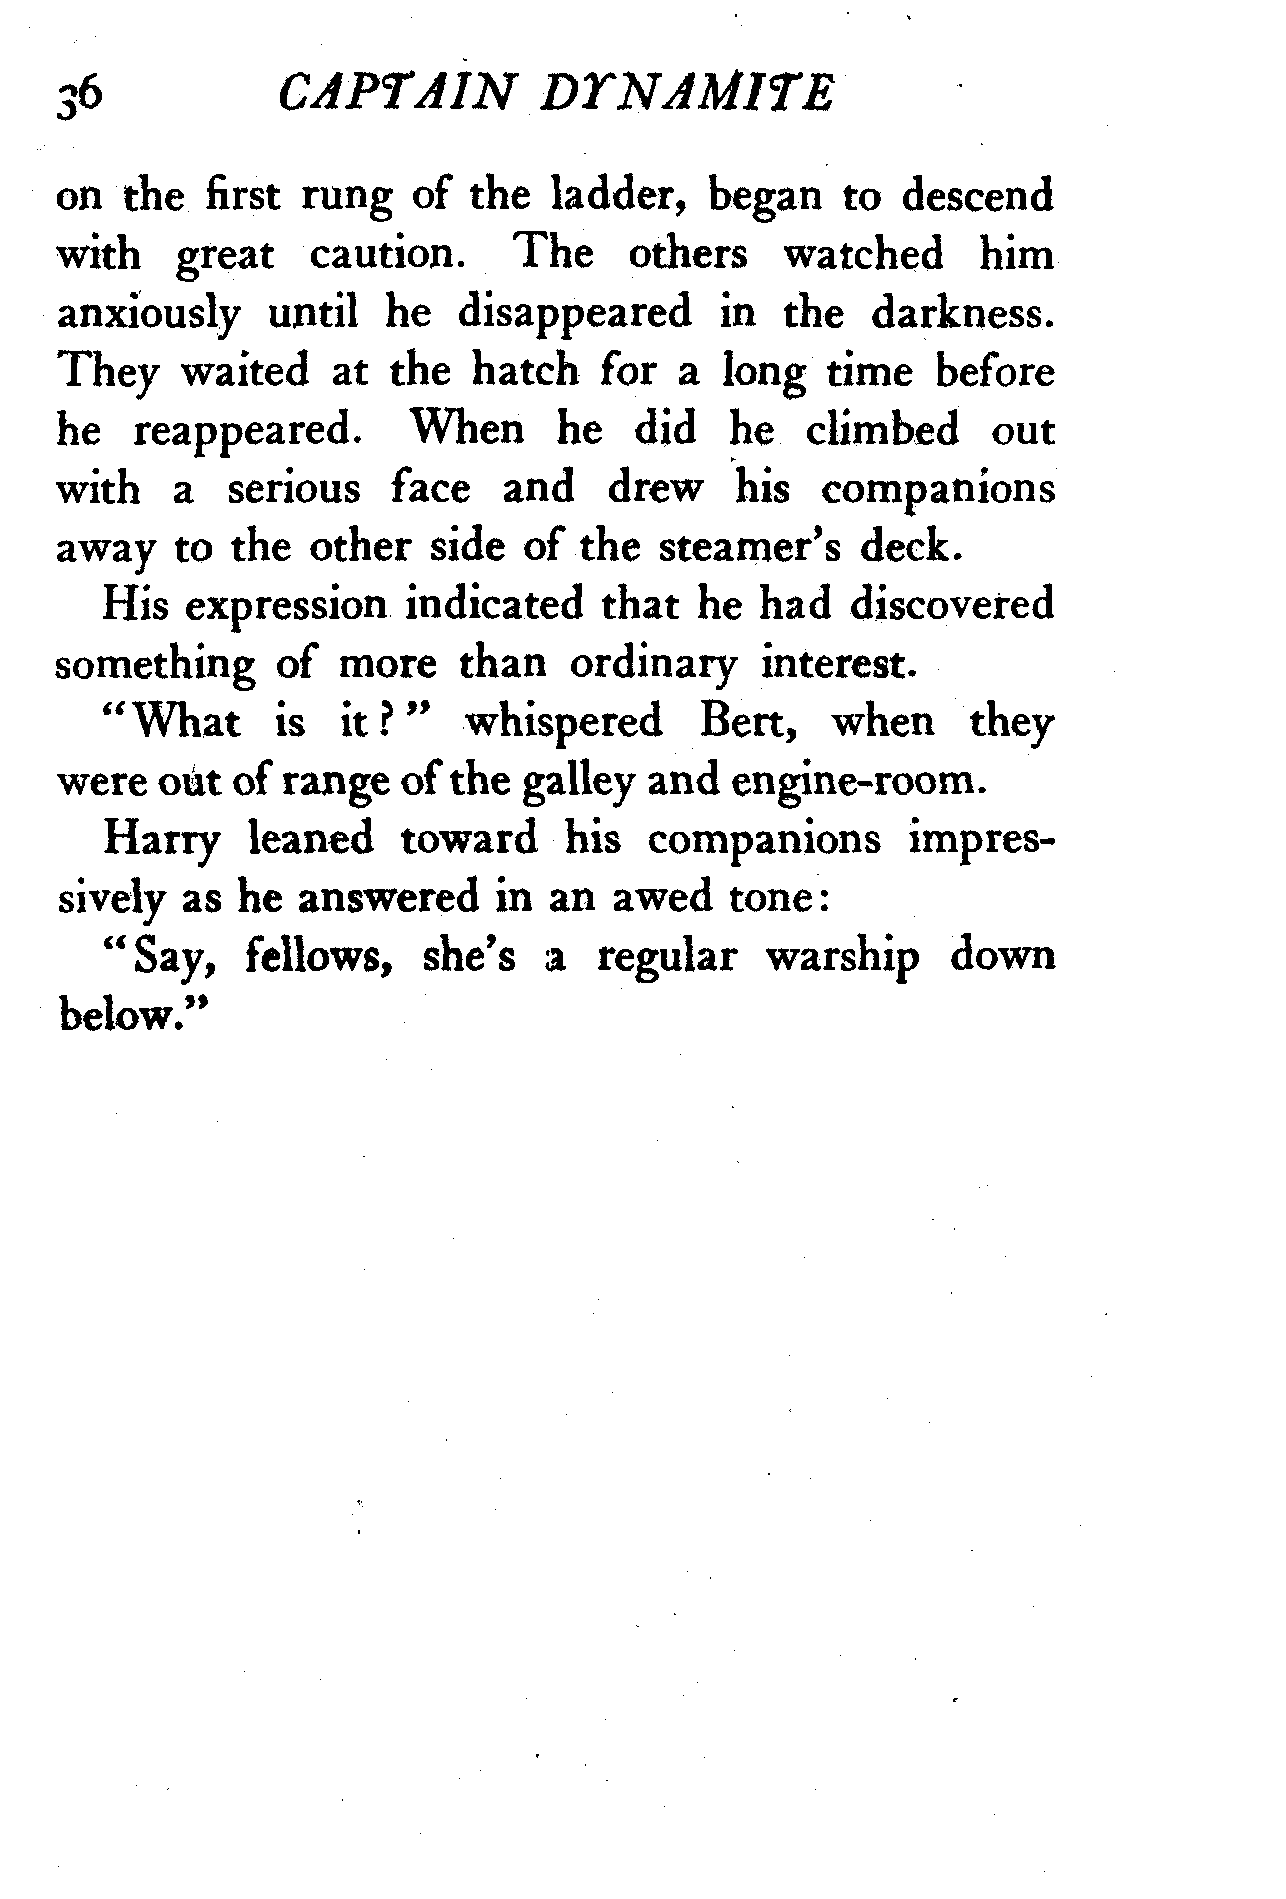 36 CAPTAIN DYNAMITE
on the first rung of the ladder, began to descend
with great caution. The others watched him
anxiously until he disappeared in the darkness.
They waited at the hatch for a long time before
he reappeared. When he did he climbed out
with a serious face and drew his companions
away to the other side of the steamer's deck.
His expression indicated that he had discovered
something of more than ordinary interest.
"What is it?" whispered Bert, when they
were out of range of the galley and engine-room.
Harry leaned toward his companions impres-
sively as he answered in an awed tone:
"Say, fellows, she's a regular warship down
below."